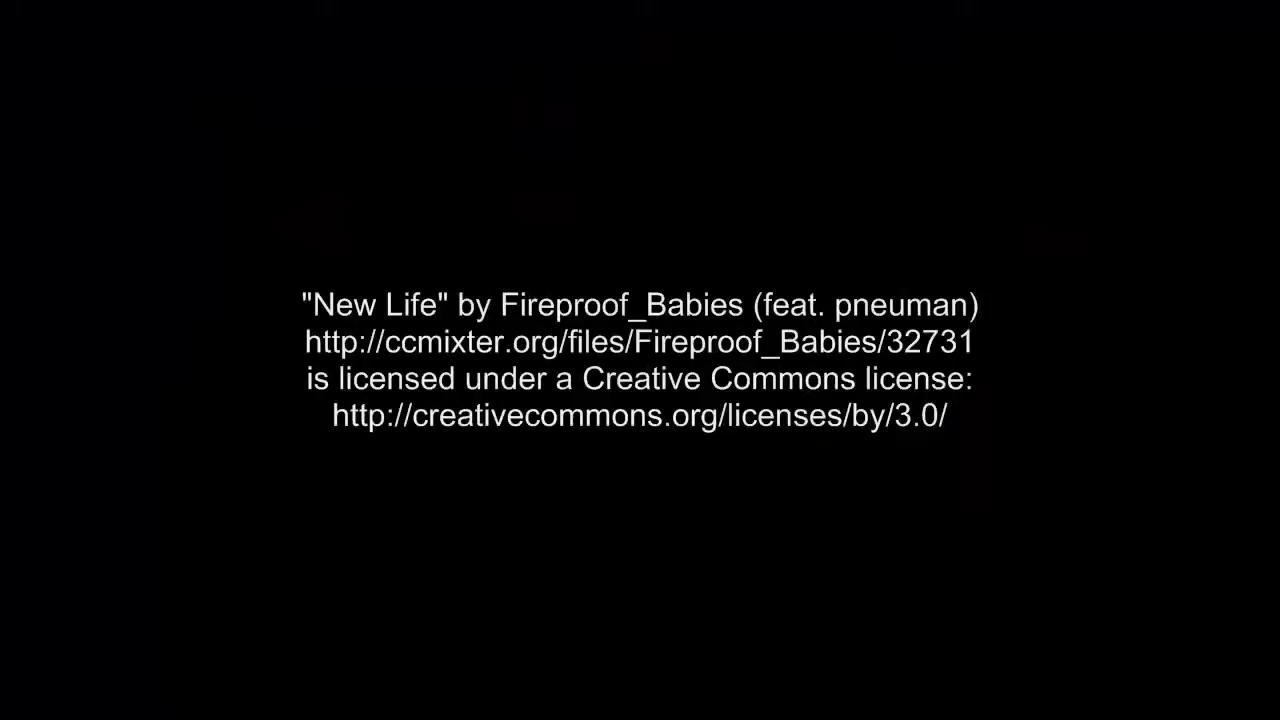 "New Life" by Fireproof_Babies (feat. pneuman)
http://ccmixter.org/files/Fireproof_Babies/32731
is licensed under a Creative Commons license:
http://creativecommons.org/licenses/by/3.0/